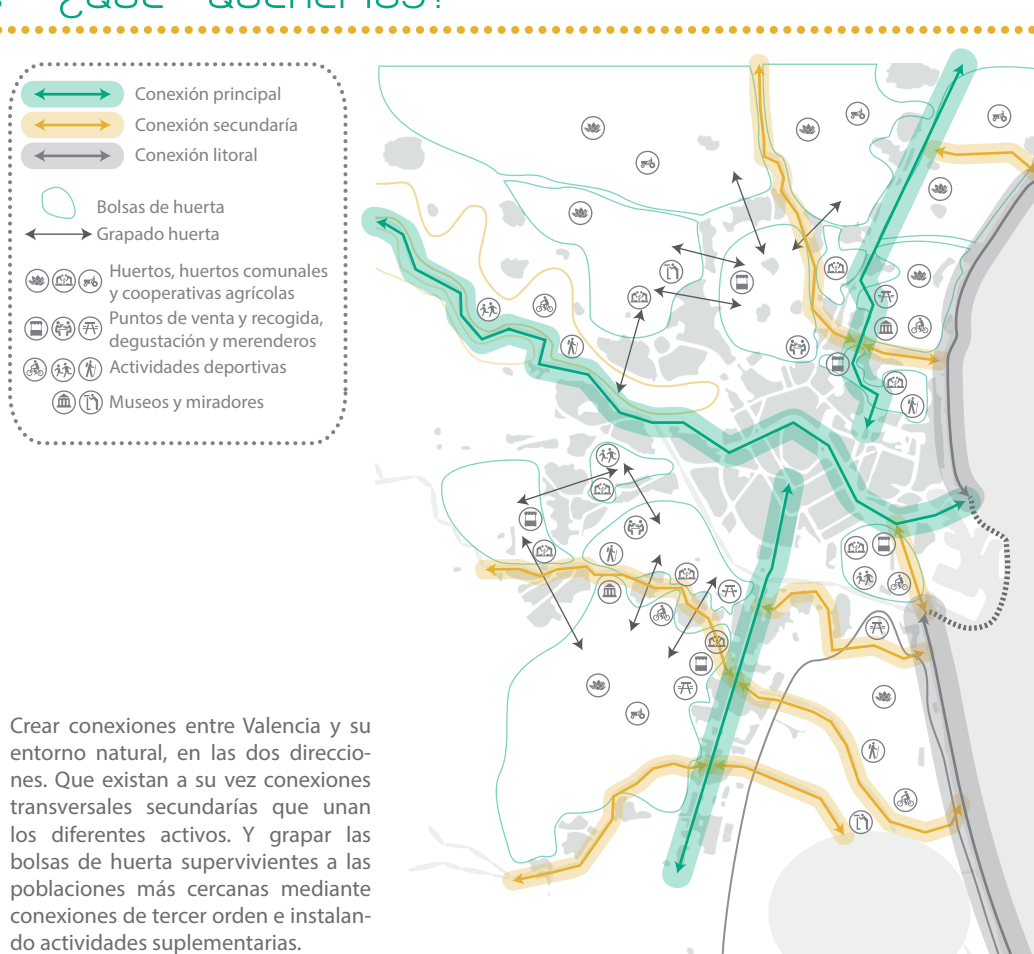 ¿QUÉ QUEREMOS?
Conexión principal
Conexión secundaría
Conexión litoral
Bolsas de huerta
Grapado huerta
Huertos, huertos comunales
y cooperativas agrícolas
Puntos de venta y recogida,
degustación y merenderos
Actividades deportivas
Museos y miradores
Crear conexiones entre Valencia y su
entorno natural, en las dos direccio-
nes. Que existan a su vez conexiones
transversales secundarías que unan
los diferentes activos. Y grapar las
bolsas de huerta supervivientes a las
poblaciones más cercanas mediante
conexiones de tercer orden e instalan-
do actividades suplementarias.